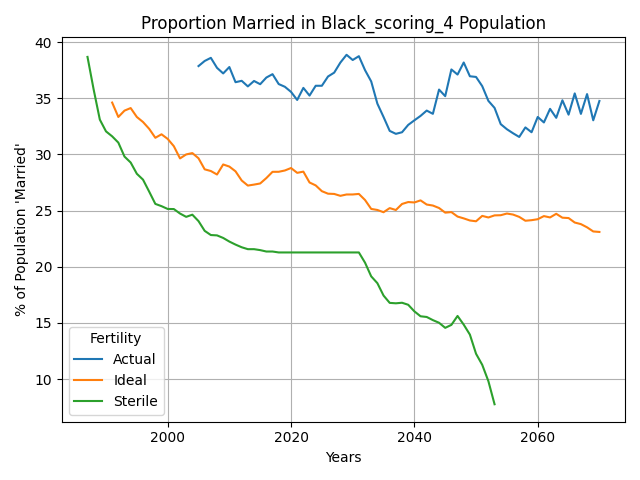 Proportion Married in Black_scoring_4 Population
% of Population 'Married'
40
35
30
25
20
15
10
Fertility
Actual
Ideal
Sterile
2000 2020 2040 2060
Years